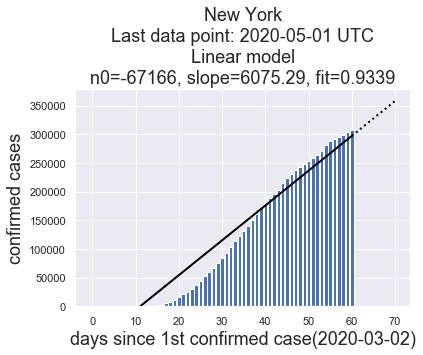 New York
Last data point: 2020-05-01 UTC
Linear model
n0=-67166, slope=6075.29, fit=0.9339
confirmed cases
350000
300000
250000
200000
150000
100000
50000
0
0 10 20 30 40 50 60 70
days since 1st confirmed case(2020-03-02)